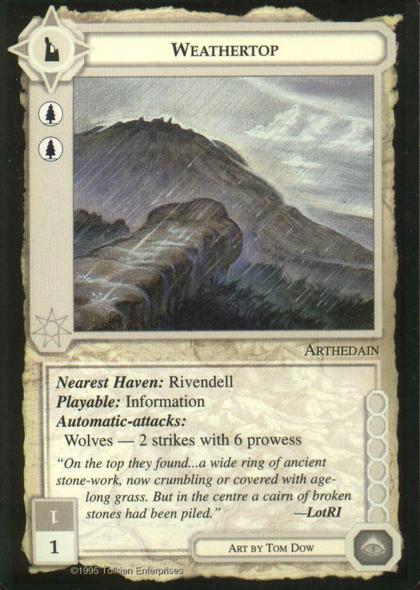 WEATHERTOP
ARTHEDAIN
Nearest Haven: Rivendell
Playable: Information
Automatic-attacks:
Wolves — 2 strikes with 6 prowess
“On the top they found...a wide ring of ancient
stone-work, now crumbling or covered with age-
long grass. But in the centre a cairn of broken
stones had been piled.” —LotRI
1
1
ART BY TOM DOW
©1995 Tolkien Enterprises